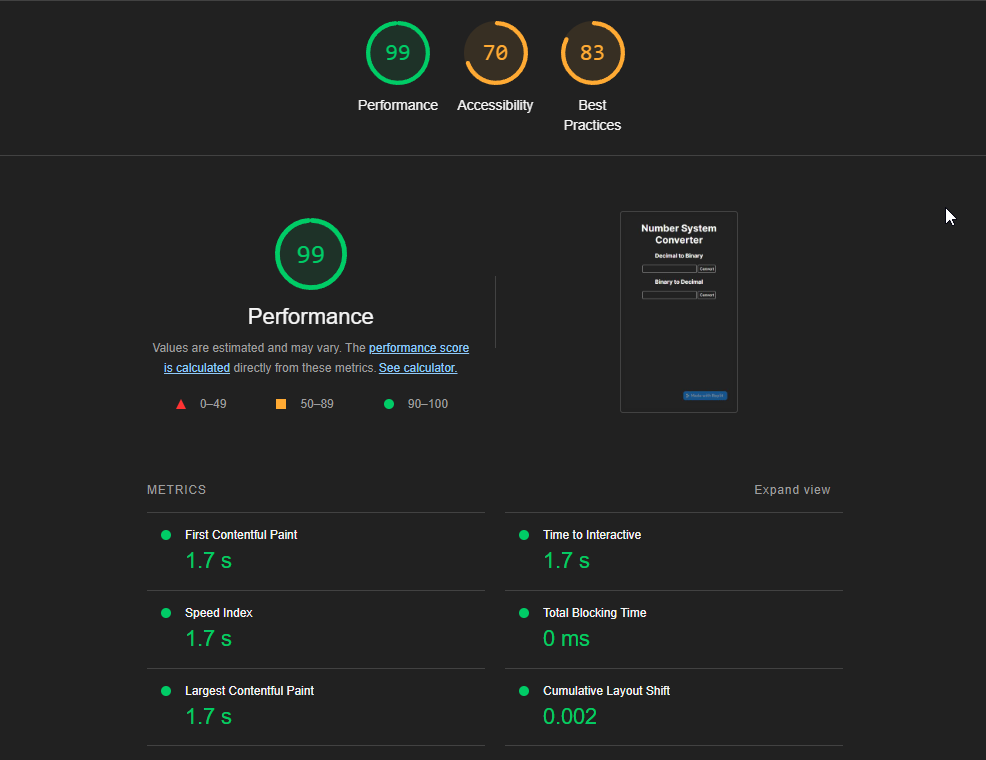 99
70
83
Performance
Accessibility
Best
Practices
99
Performance
Values are estimated and may vary. The performance score
is calculated directly from these metrics. See calculator.
0–49
50–89
90–100
Number System
Converter
Decimal to Binary
Convert
Binary to Decimal
Convert
METRICS
Expand view
First Contentful Paint
1.7 s
Time to Interactive
1.7 s
Speed Index
1.7 s
Total Blocking Time
0 ms
Largest Contentful Paint
1.7 s
Cumulative Layout Shift
0.002